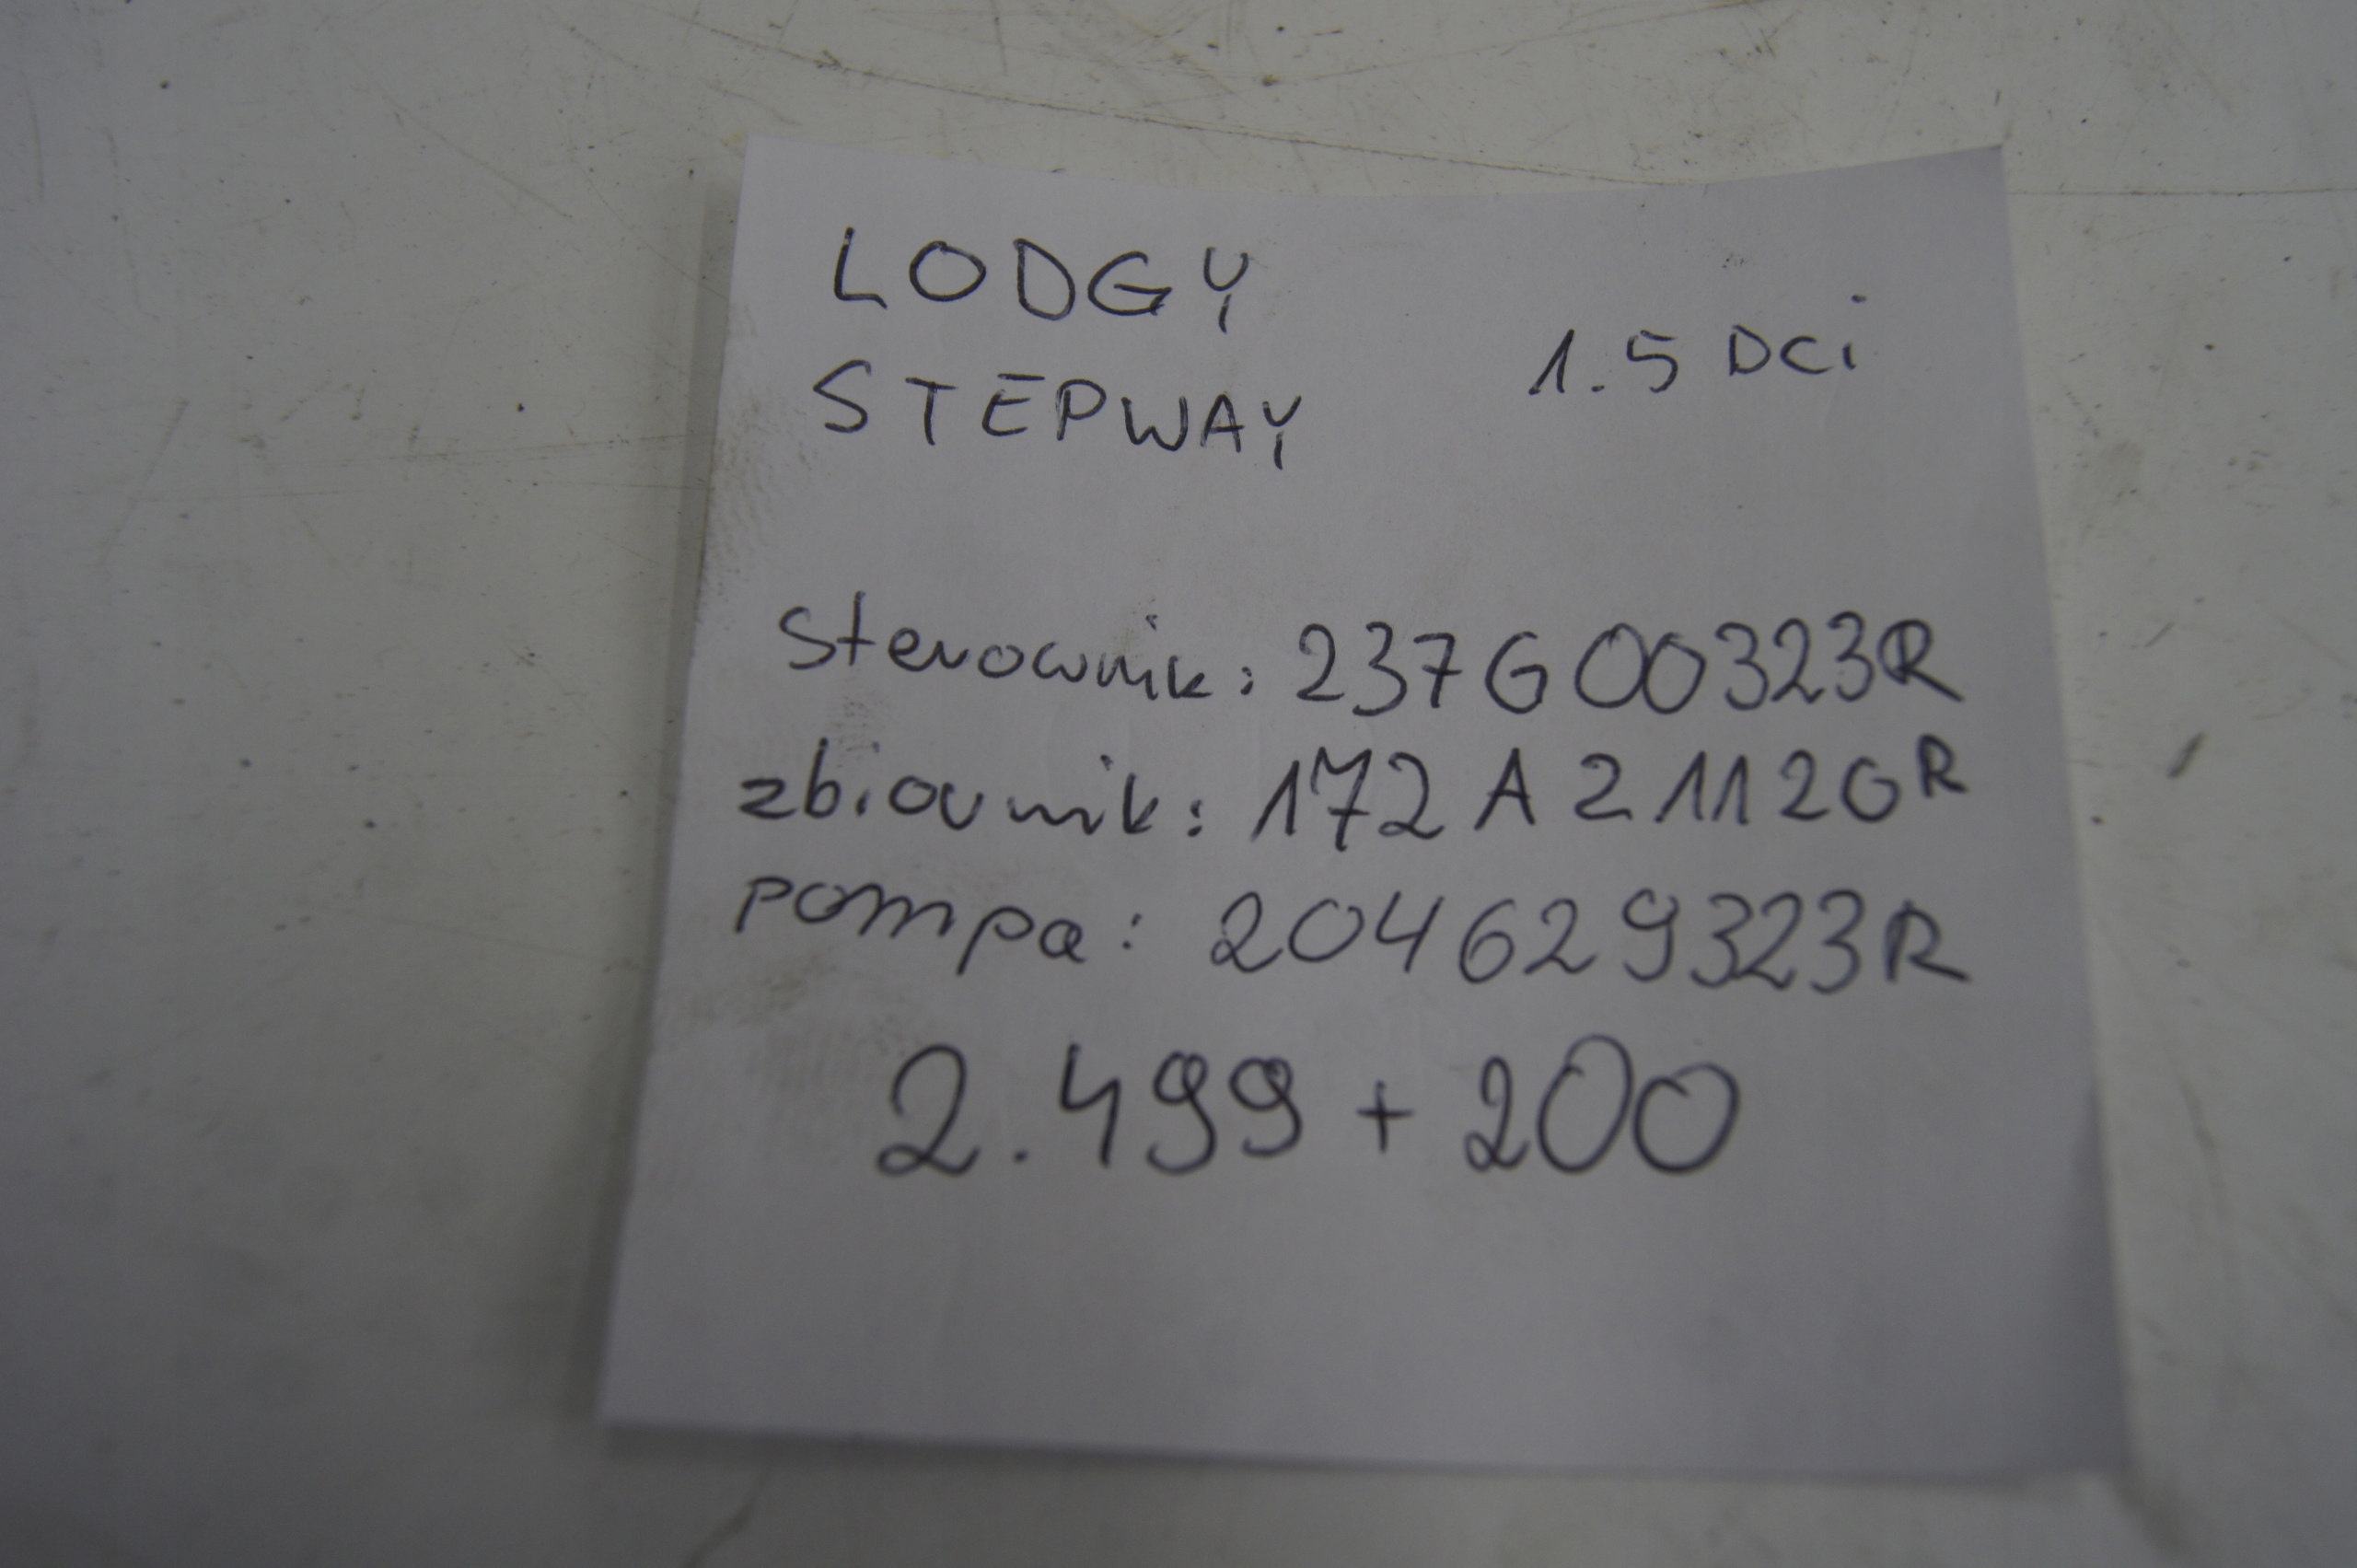 LODGY
STEPWAY 1.5 DCi
sterownik: 237G00323R
zbiornik: 172A21120R
pompa: 204629323R
2.499 + 200